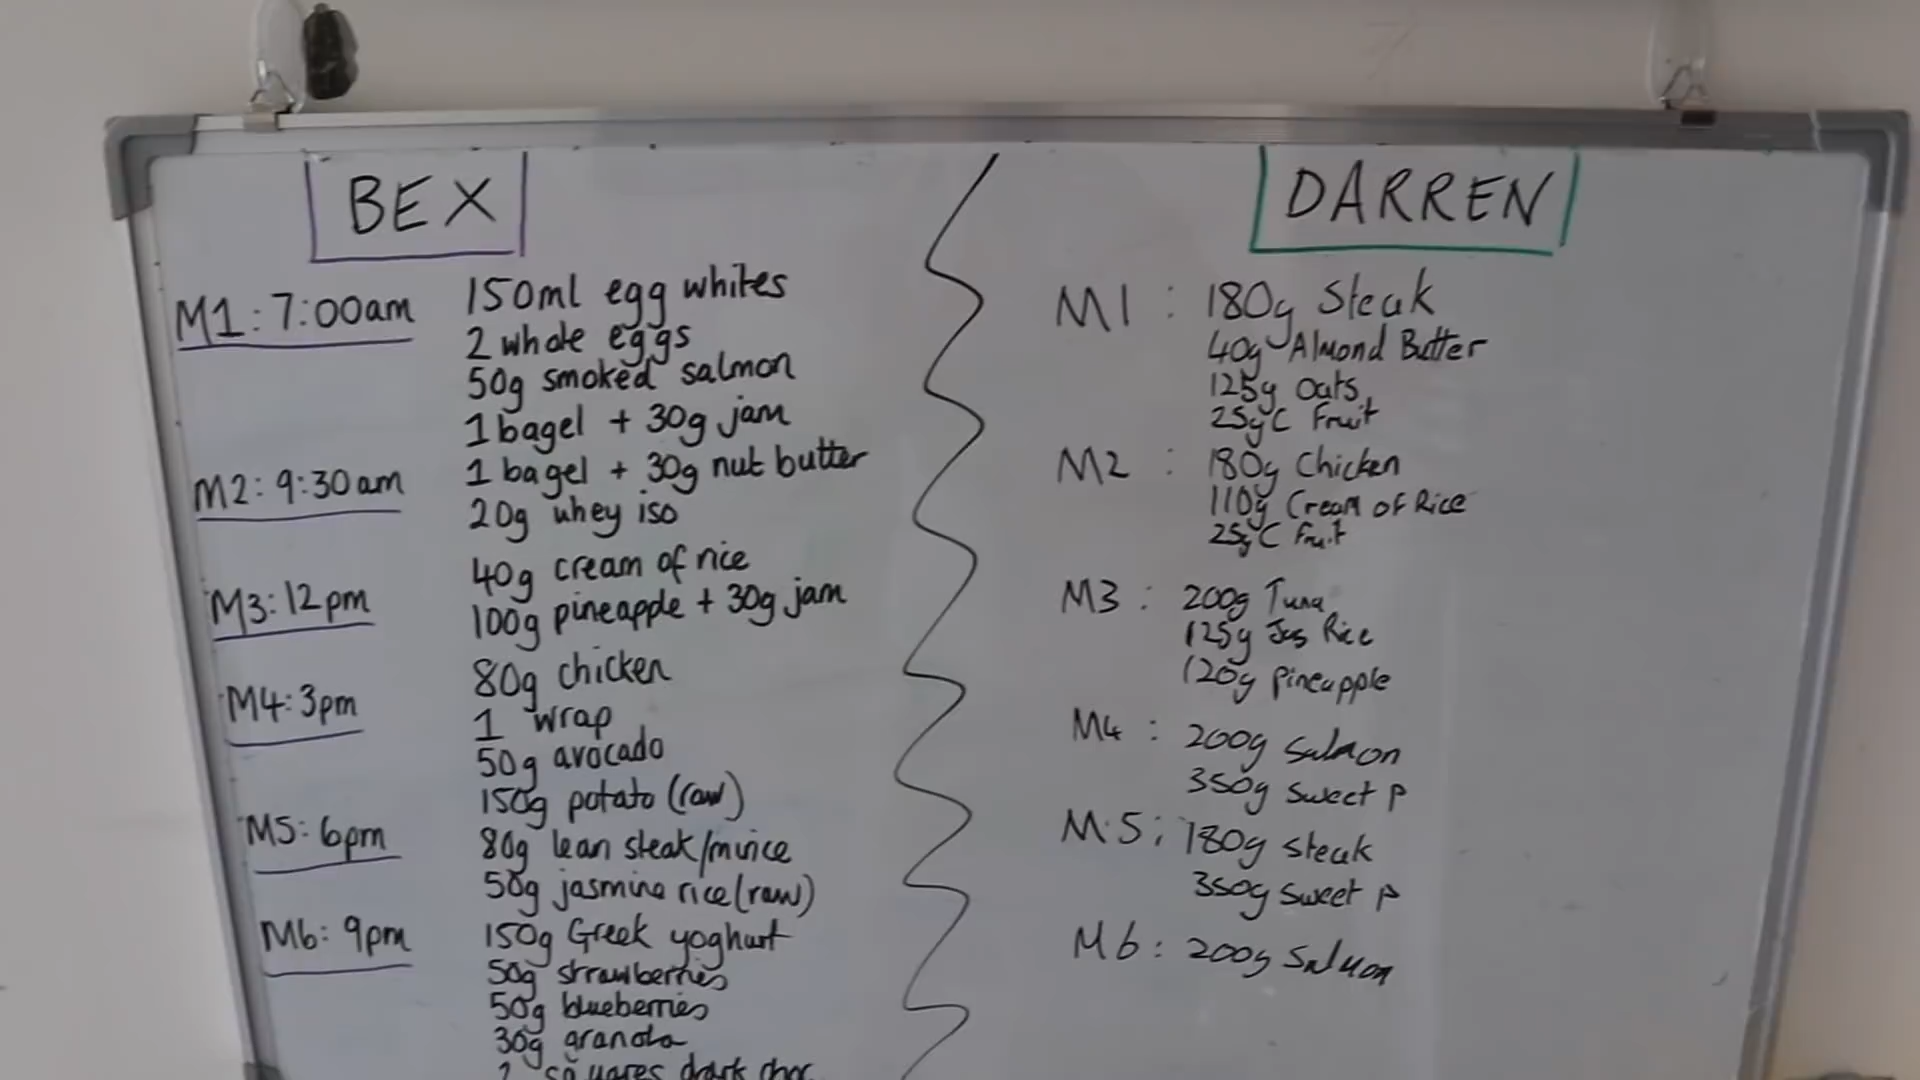 BEX
M1: 7:00am
150ml egg whites
2 whole eggs
50g smoked salmon
1 bagel + 30g jam
M2: 9:30am
1 bagel + 30g nut butter
20g whey iso
M3: 12pm
40g cream of rice
100g pineapple + 30g jam
M4: 3pm
80g chicken
1 wrap
50g avocado
150g potato (raw)
M5: 6pm
80g lean steak/mince
50g jasmine rice (raw)
M6: 9pm
150g Greek yoghurt
50g strawberries
50g blueberries
30g granola
squares dark choc
DARREN
M1 : 180g Steak
40g Almond Butter
125g Oats
25gC Fruit
M2 : 180g Chicken
110g Cream of Rice
25gC Fruit
M3 : 200g Tuna
125g Jas Rice
120g Pineapple
M4 : 200g Salmon
350g Sweet P
M5 : 180g Steak
350g Sweet P
M6 : 200g Salmon